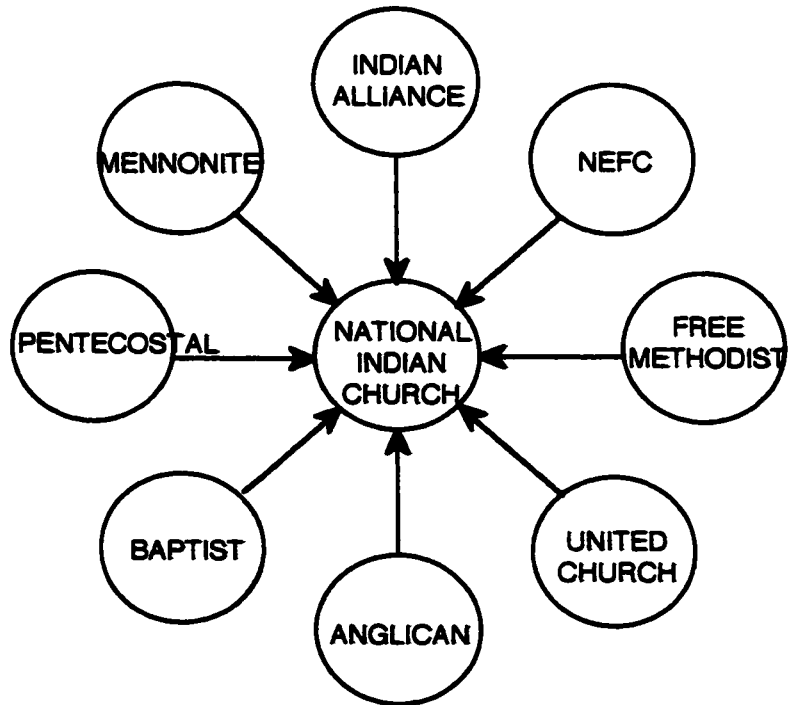 INDIAN
ALLIANCE
MENNONITE
NEFC
PENTECOSTAL
NATIONAL
INDIAN
CHURCH
FREE
METHODIST
BAPTIST
UNITED
CHURCH
ANGLICAN